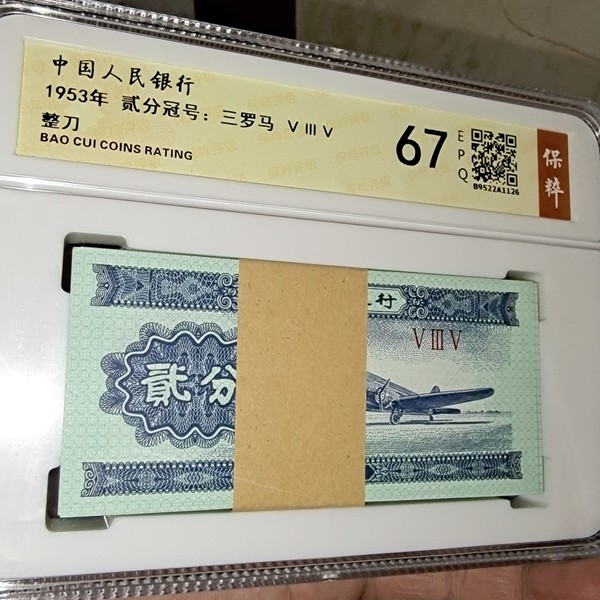 中国人民银行
1953年 贰分冠号：三罗马 V III V
整刀
BAO CUI COINS RATING
67
EPQ
B9522A1126
保粹
行
V III V
贰分